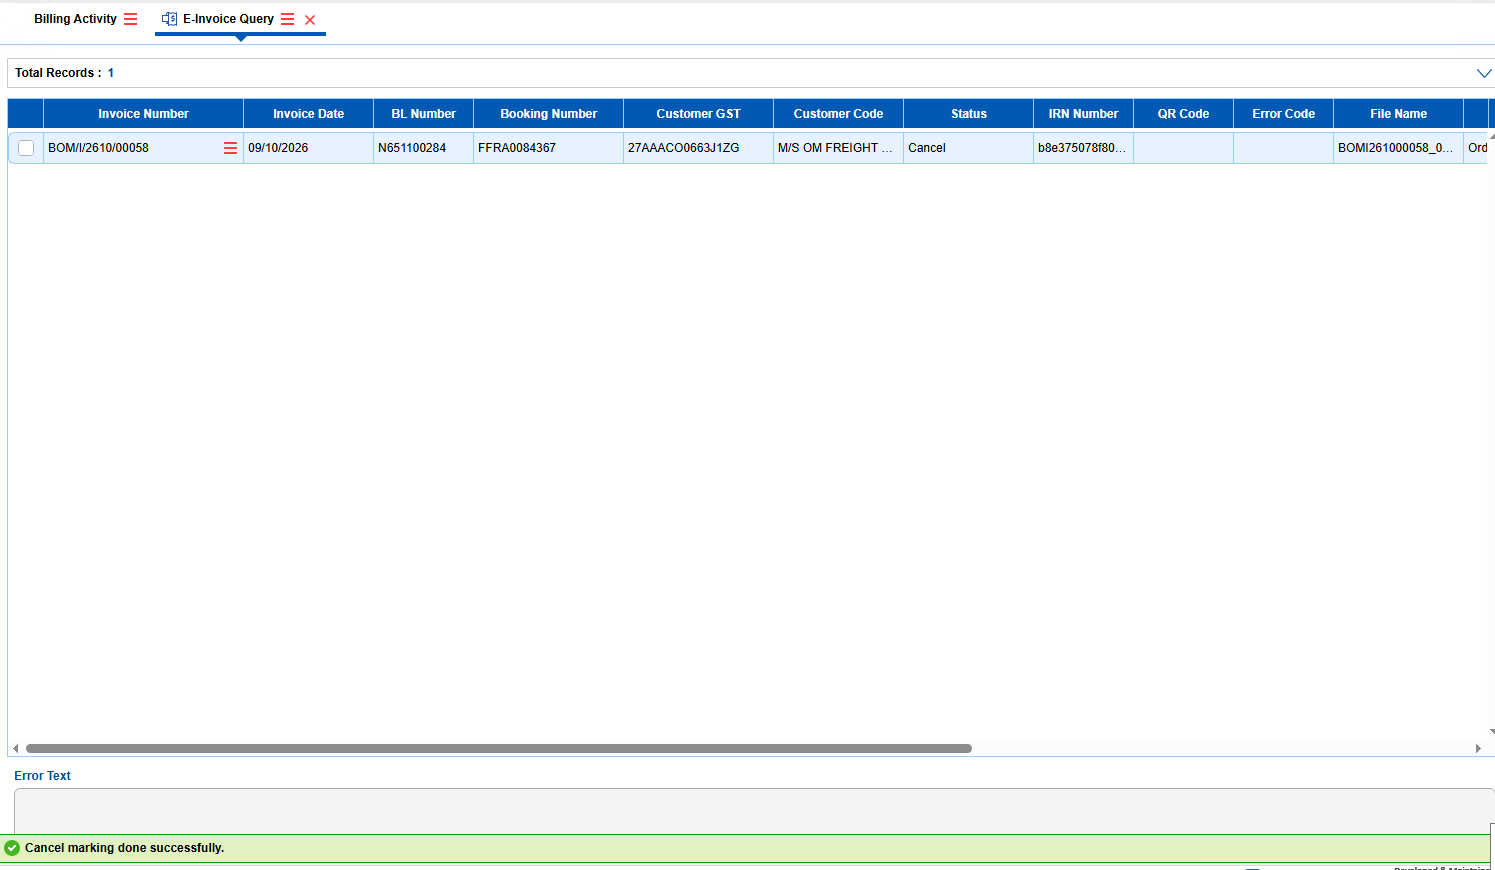 Billing Activity E-Invoice Query
Total Records : 1
Invoice Number Invoice Date BL Number Booking Number Customer GST Customer Code Status IRN Number QR Code Error Code File Name
BOM/I/2610/00058 09/10/2026 N651100284 FFRA0084367 27AAACO0663J1ZG M/S OM FREIGHT ... Cancel b8e375078f80... BOMI261000058_0... Ord
Error Text
Cancel marking done successfully.